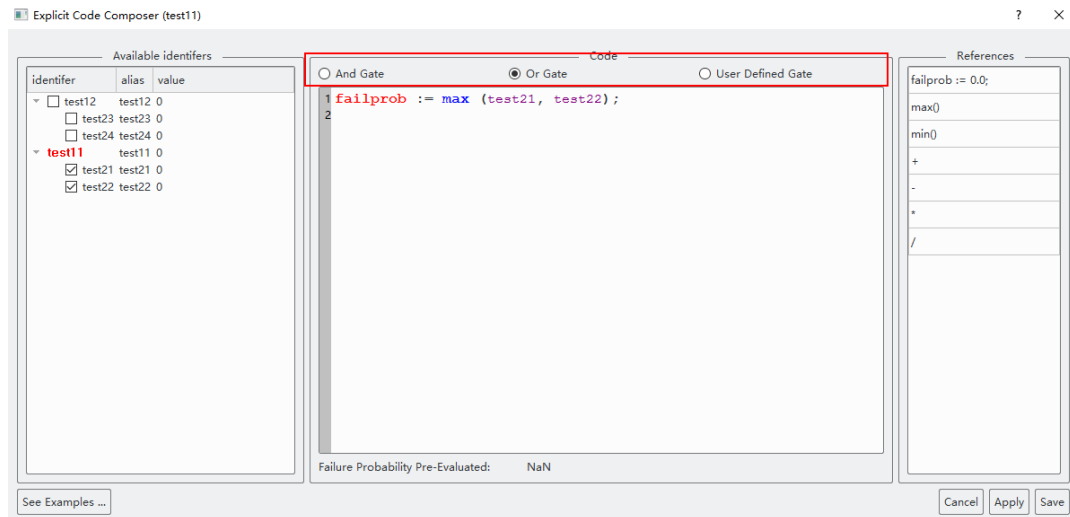 Explicit Code Composer (test11)
? ×
Available identifers
identifer alias value
test12 test12 0
test23 test23 0
test24 test24 0
test11 test11 0
test21 test21 0
test22 test22 0
Code
And Gate Or Gate User Defined Gate
1 failprob := max (test21, test22);
2
Failure Probability Pre-Evaluated: NaN
References
failprob := 0.0;
max()
min()
+
-
*
/
See Examples ...
Cancel Apply Save